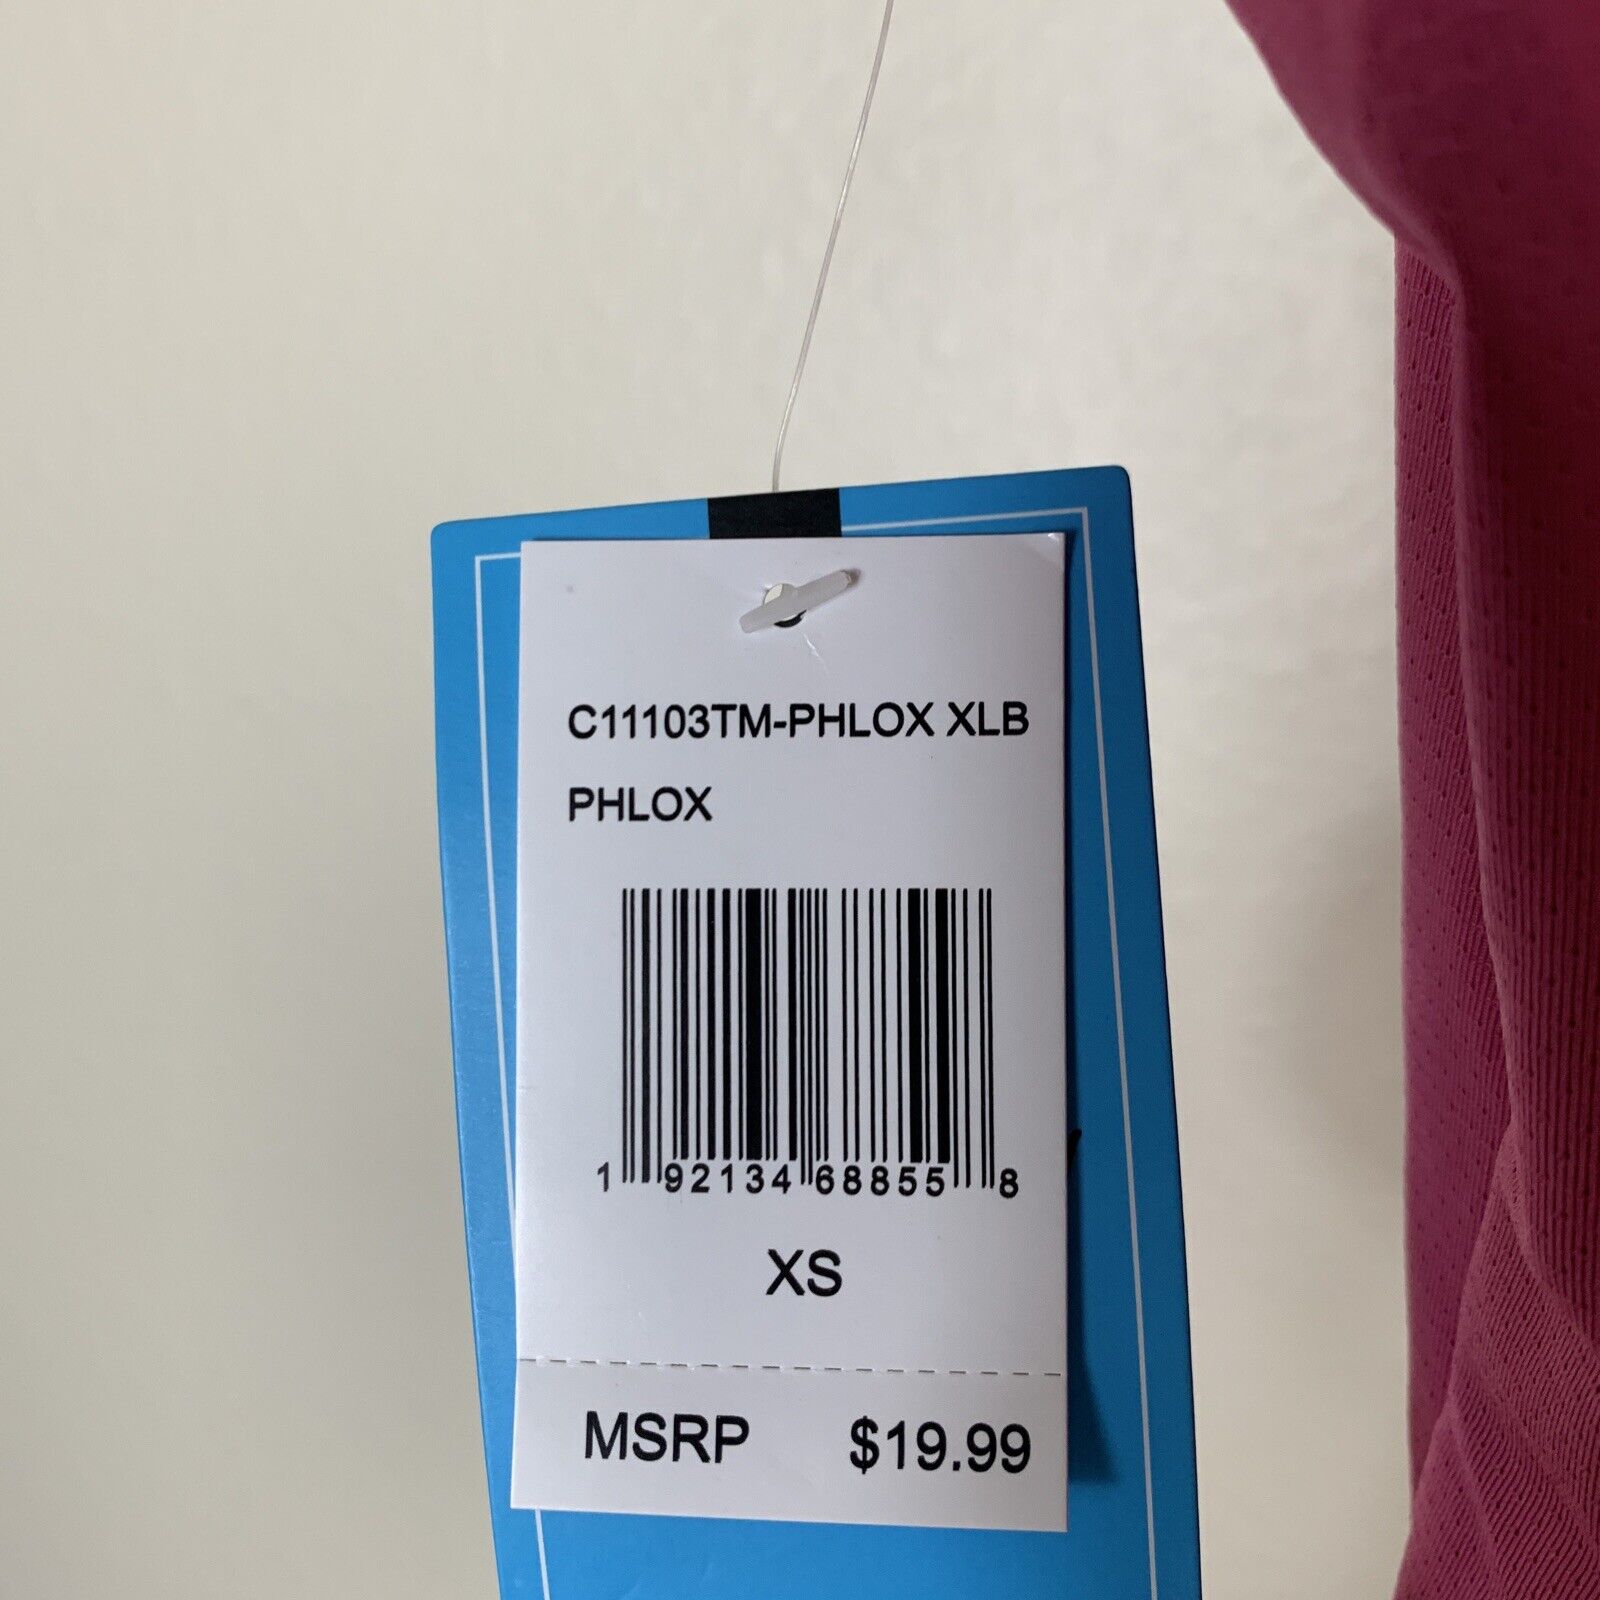 C11103TM-PHLOX XLB
PHLOX
1 92134 68855 8
XS
MSRP $19.99